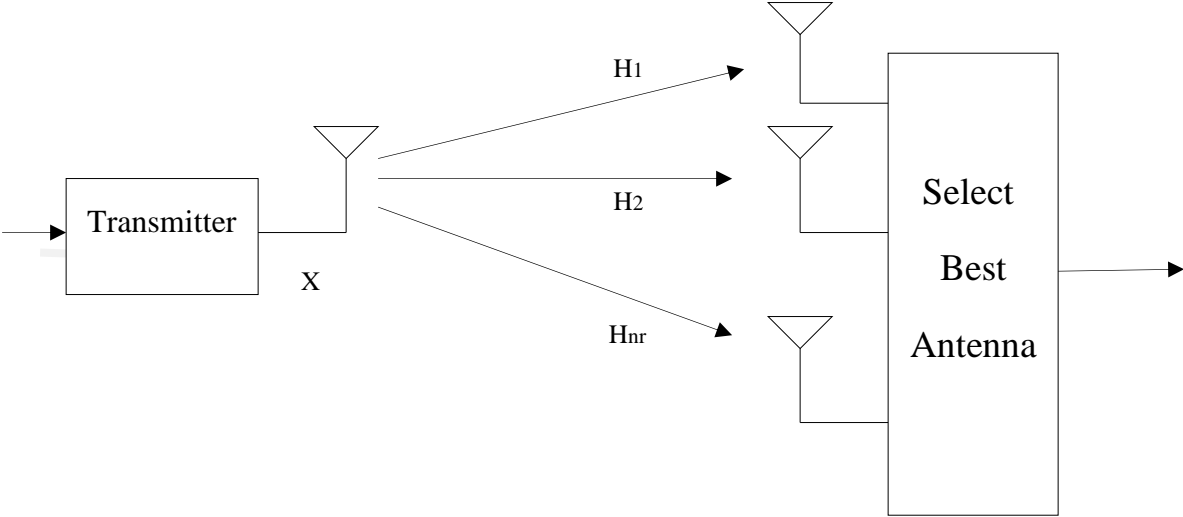 H1
Transmitter
H2
X
Hnr
Select
Best
Antenna